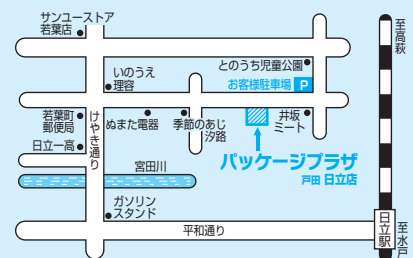 サンユーストア
若葉店
とのうち児童公園
お客様駐車場 P
いのうえ
理容
若葉町
郵便局
けやき通り
ぬまた電器
季節のあじ
汐路
井坂
ミート
日立一高
宮田川
パッケージプラザ
戸田 日立店
ガソリン
スタンド
平和通り
至高萩
日立駅
至水戸